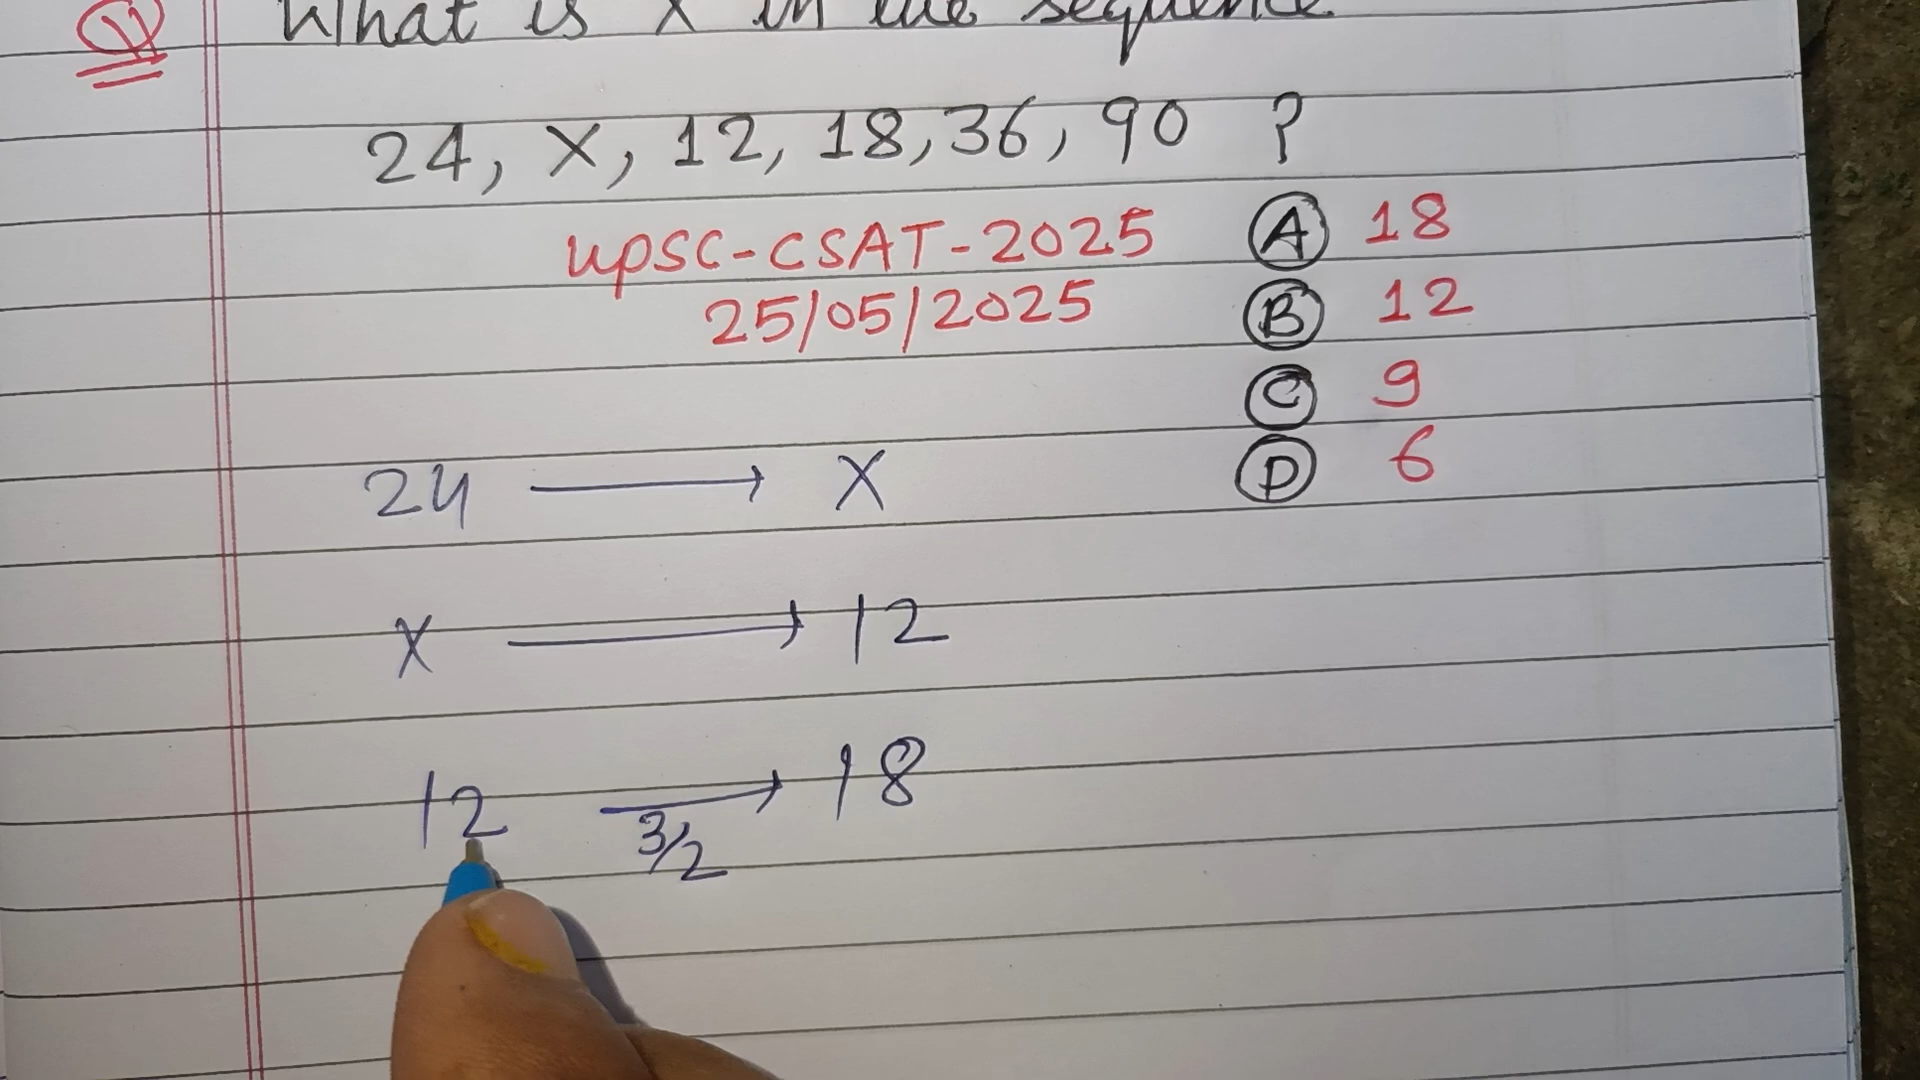 Q1 What is X in the sequence
24, X, 12, 18, 36, 90 ?
UPSC-CSAT-2025
25/05/2025
A 18
B 12
C 9
D 6
24 → X
X → 12
12 → 18
3/2